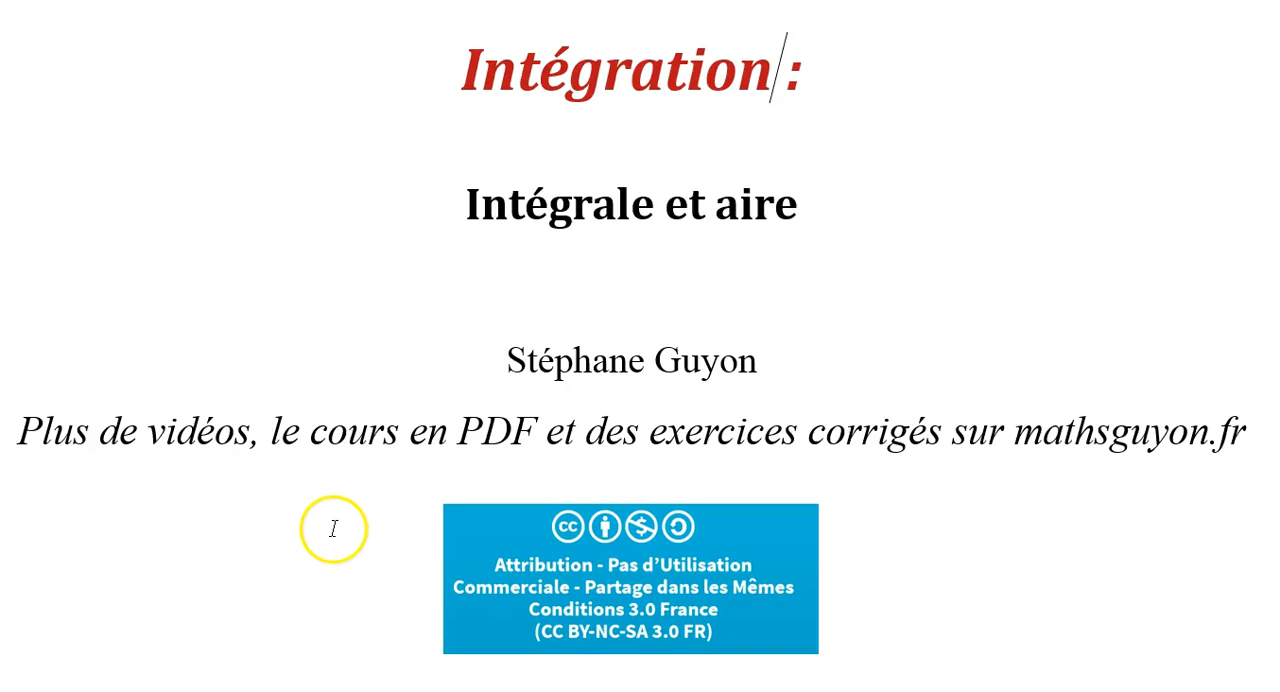 Intégration :
Intégrale et aire
Stéphane Guyon
Plus de vidéos, le cours en PDF et des exercices corrigés sur mathsguyon.fr
cc
Attribution - Pas d’Utilisation
Commerciale - Partage dans les Mêmes
Conditions 3.0 France
(CC BY-NC-SA 3.0 FR)